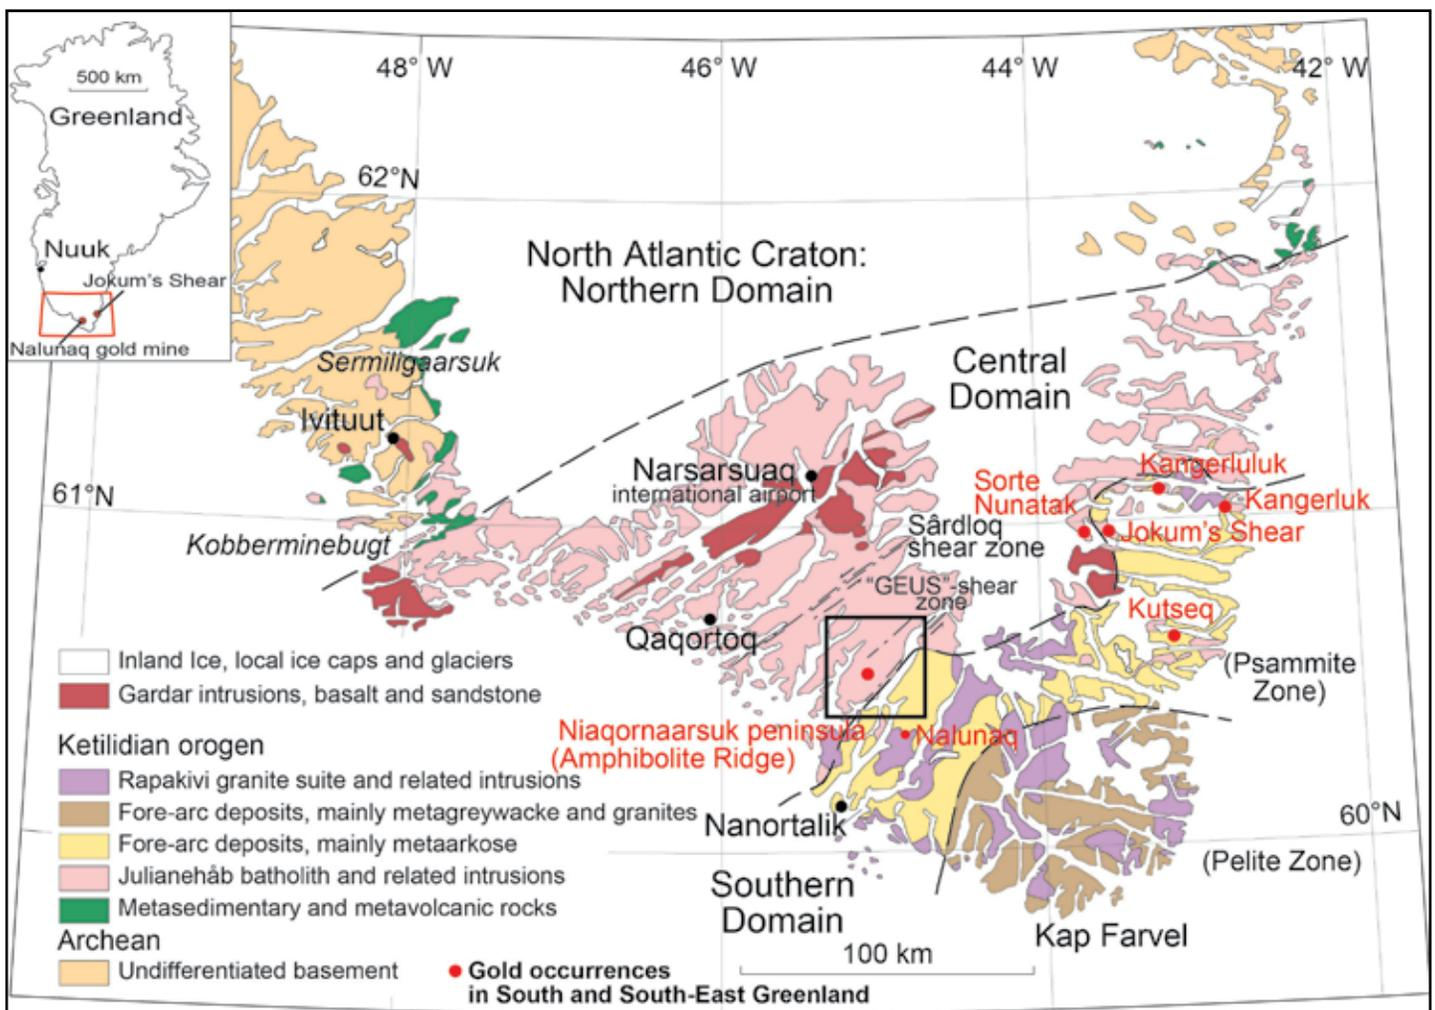 500 km
Greenland
Nuuk
Jokum's Shear
Nalunaq gold mine
48° W
46° W
44° W
42° W
62°N
North Atlantic Craton:
Northern Domain
Sermiligaarsuk
Ivituut
Central
Domain
Narsarsuaq
international airport
61°N
Kobberminebugt
Sorte
Nunatak
Kangerluluk
Kangerluk
Jokum's Shear
Sârdloq
shear zone
"GEUS"-shear
zone
Kutseq
Qaqortoq
(Psammite
Zone)
Niaqornaarsuk peninsula
(Amphibolite Ridge)
Nalunaq
Nanortalik
60°N
(Pelite Zone)
Southern
Domain
Kap Farvel
100 km
Inland Ice, local ice caps and glaciers
Gardar intrusions, basalt and sandstone
Ketilidian orogen
Rapakivi granite suite and related intrusions
Fore-arc deposits, mainly metagreywacke and granites
Fore-arc deposits, mainly metaarkose
Julianehåb batholith and related intrusions
Metasedimentary and metavolcanic rocks
Archean
Undifferentiated basement
Gold occurrences
in South and South-East Greenland